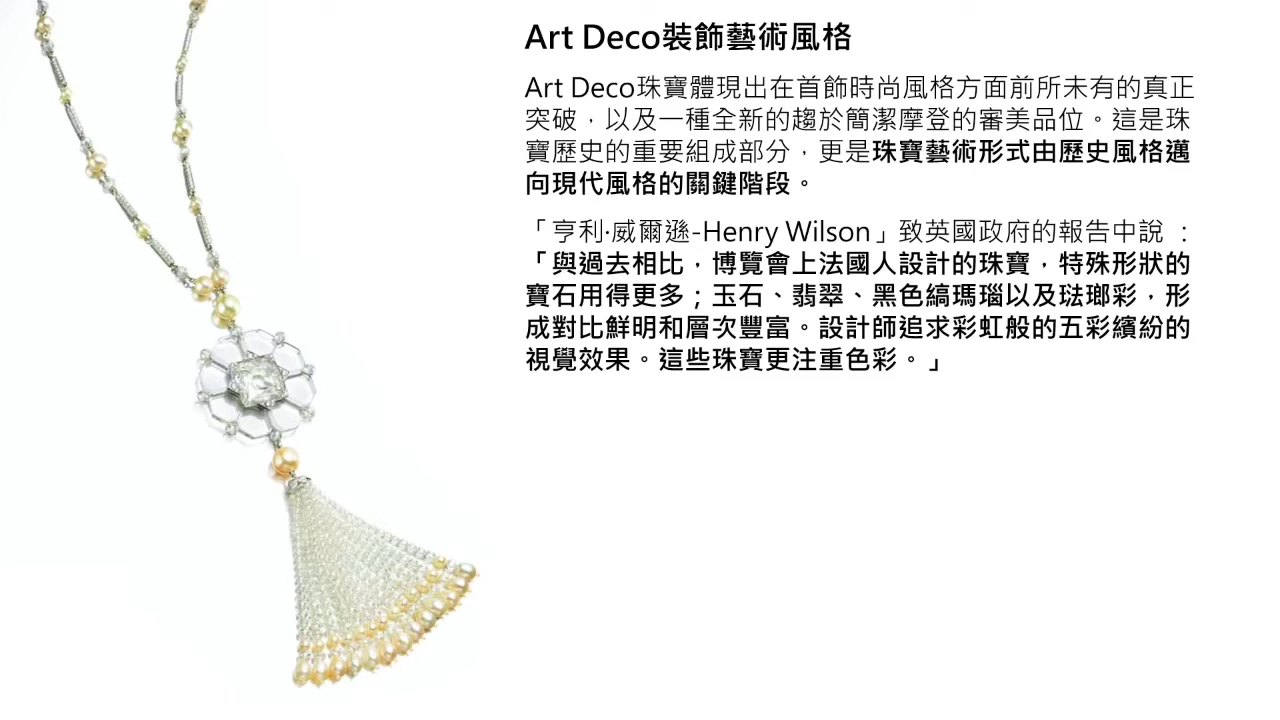 Art Deco裝飾藝術風格
Art Deco珠寶體現出在首飾時尚風格方面前所未有的真正
突破，以及一種全新的趨於簡潔摩登的審美品位。這是珠
寶歷史的重要組成部分，更是珠寶藝術形式由歷史風格邁
向現代風格的關鍵階段。
「亨利·威爾遜-Henry Wilson」致英國政府的報告中說 ：
「與過去相比，博覽會上法國人設計的珠寶，特殊形狀的
寶石用得更多；玉石、翡翠、黑色縞瑪瑙以及琺瑯彩，形
成對比鮮明和層次豐富。設計師追求彩虹般的五彩繽紛的
視覺效果。這些珠寶更注重色彩。」